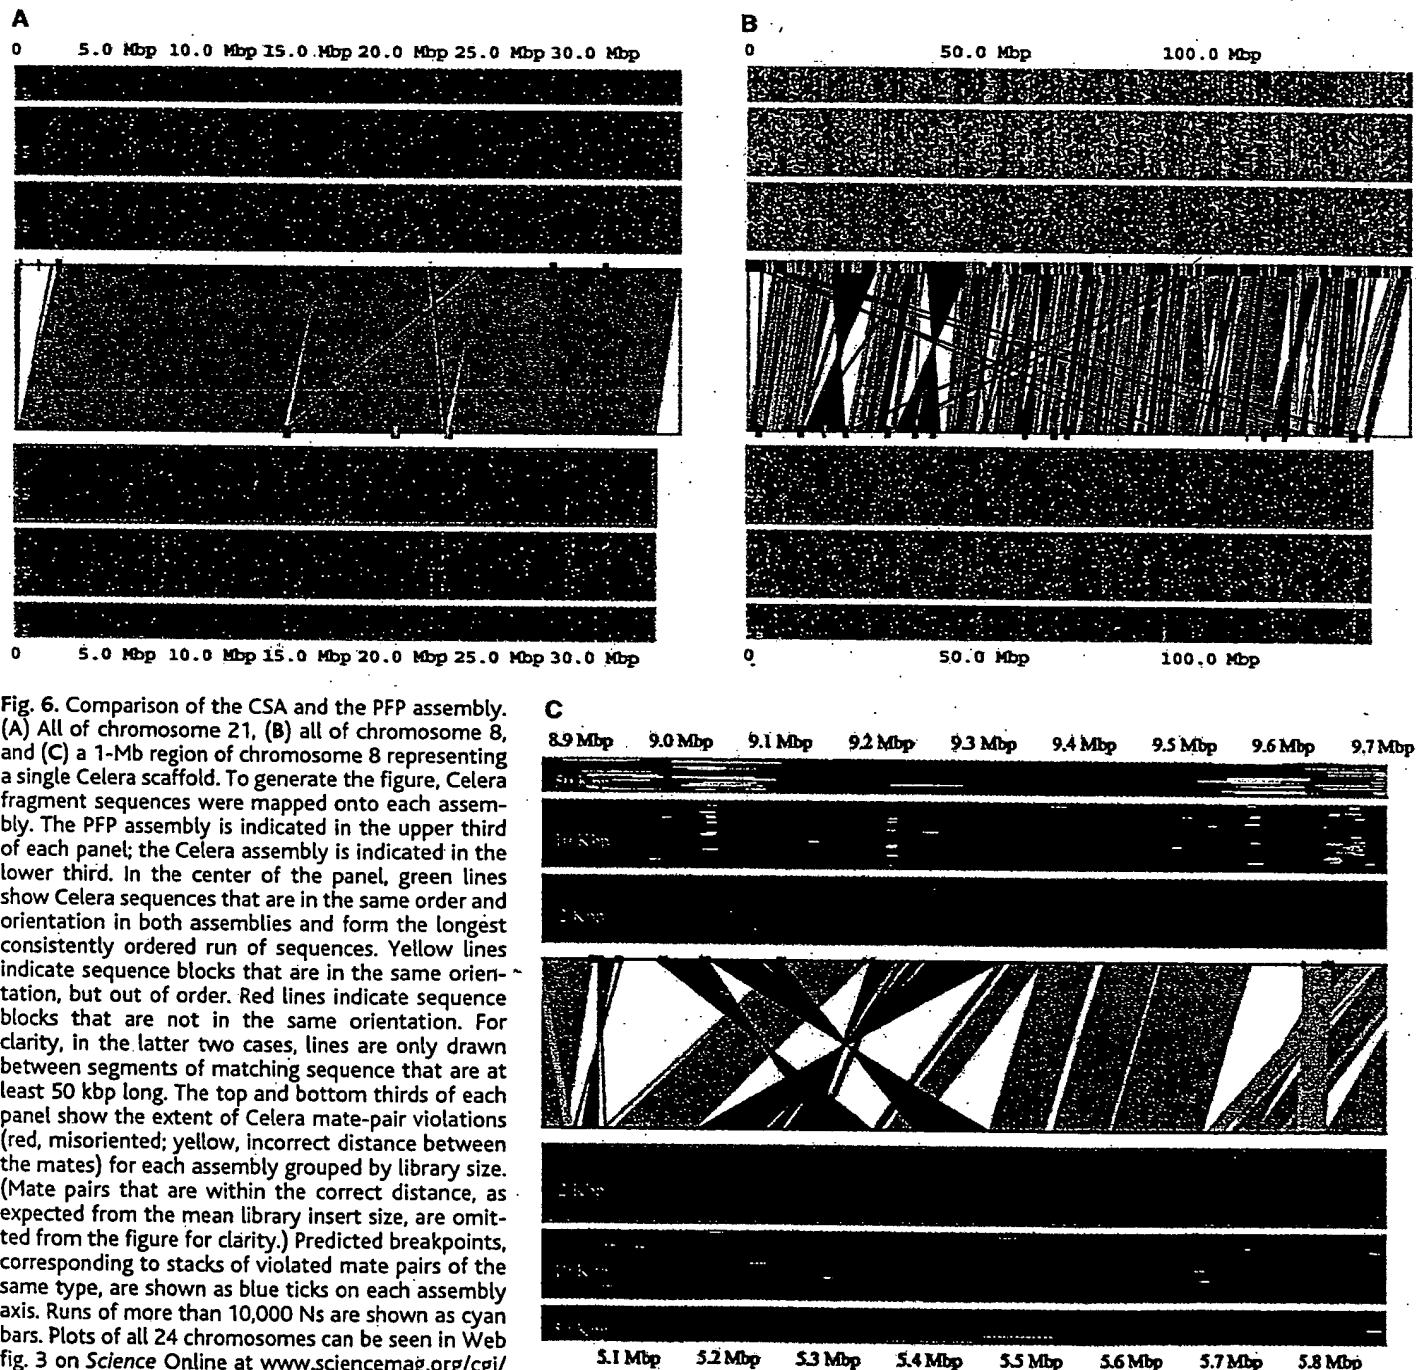 A
0 5.0 Mbp 10.0 Mbp 15.0 Mbp 20.0 Mbp 25.0 Mbp 30.0 Mbp
0 5.0 Mbp 10.0 Mbp 15.0 Mbp 20.0 Mbp 25.0 Mbp 30.0 Mbp
B
0 50.0 Mbp 100.0 Mbp
0 50.0 Mbp 100.0 Mbp
Fig. 6. Comparison of the CSA and the PFP assembly.
(A) All of chromosome 21, (B) all of chromosome 8,
and (C) a 1-Mb region of chromosome 8 representing
a single Celera scaffold. To generate the figure, Celera
fragment sequences were mapped onto each assem-
bly. The PFP assembly is indicated in the upper third
of each panel; the Celera assembly is indicated in the
lower third. In the center of the panel, green lines
show Celera sequences that are in the same order and
orientation in both assemblies and form the longest
consistently ordered run of sequences. Yellow lines
indicate sequence blocks that are in the same orien-
tation, but out of order. Red lines indicate sequence
blocks that are not in the same orientation. For
clarity, in the latter two cases, lines are only drawn
between segments of matching sequence that are at
least 50 kbp long. The top and bottom thirds of each
panel show the extent of Celera mate-pair violations
(red, misoriented; yellow, incorrect distance between
the mates) for each assembly grouped by library size.
(Mate pairs that are within the correct distance, as
expected from the mean library insert size, are omit-
ted from the figure for clarity.) Predicted breakpoints,
corresponding to stacks of violated mate pairs of the
same type, are shown as blue ticks on each assembly
axis. Runs of more than 10,000 Ns are shown as cyan
bars. Plots of all 24 chromosomes can be seen in Web
fig. 3 on Science Online at www.sciencemag.org/cgi/
C
8.9 Mbp 9.0 Mbp 9.1 Mbp 9.2 Mbp 9.3 Mbp 9.4 Mbp 9.5 Mbp 9.6 Mbp 9.7 Mbp
2 Kbp
2 Kbp
5.1 Mbp 5.2 Mbp 5.3 Mbp 5.4 Mbp 5.5 Mbp 5.6 Mbp 5.7 Mbp 5.8 Mbp